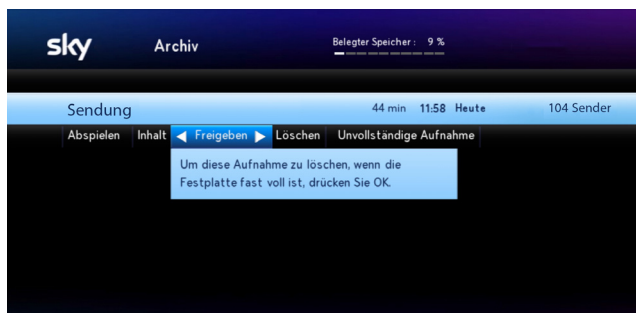 sky Archiv Belegter Speicher : 9 %
Sendung 44 min 11:58 Heute 104 Sender
Abspielen Inhalt Freigeben Löschen Unvollständige Aufnahme
Um diese Aufnahme zu löschen, wenn die
Festplatte fast voll ist, drücken Sie OK.